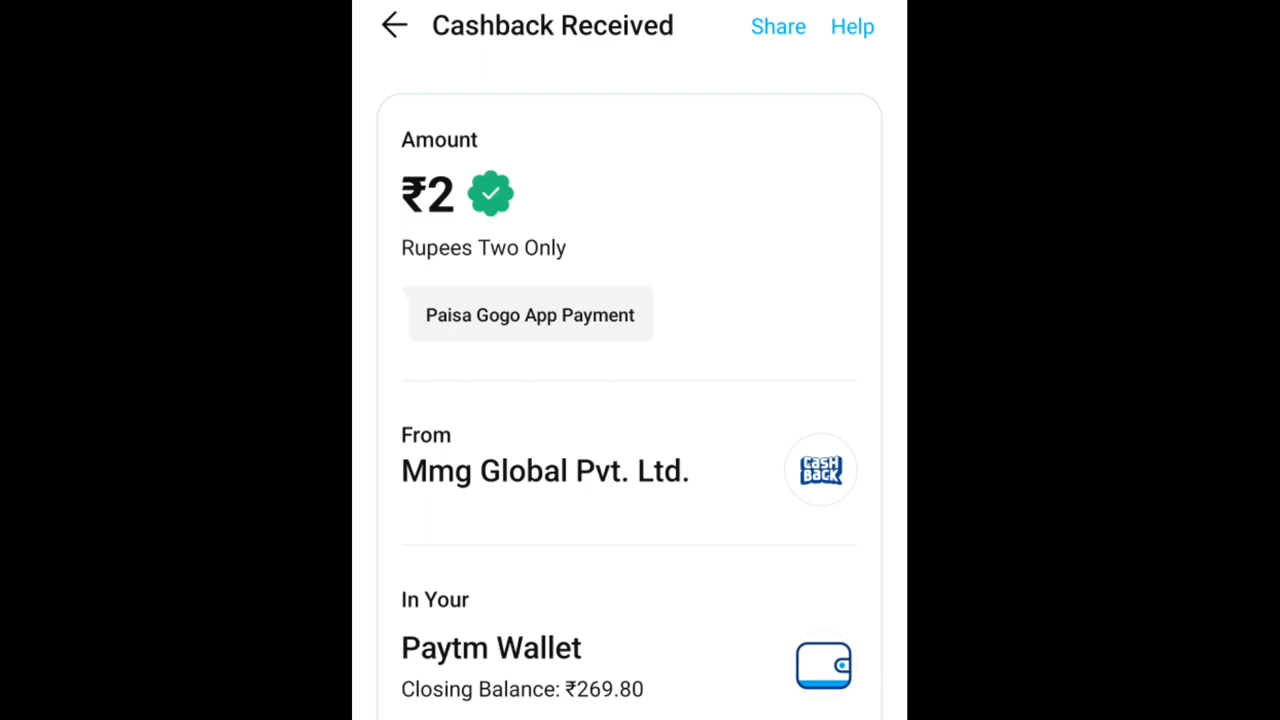 Cashback Received
Share Help
Amount
₹2
Rupees Two Only
Paisa Gogo App Payment
From
Mmg Global Pvt. Ltd.
CASH
BACK
In Your
Paytm Wallet
Closing Balance: ₹269.80